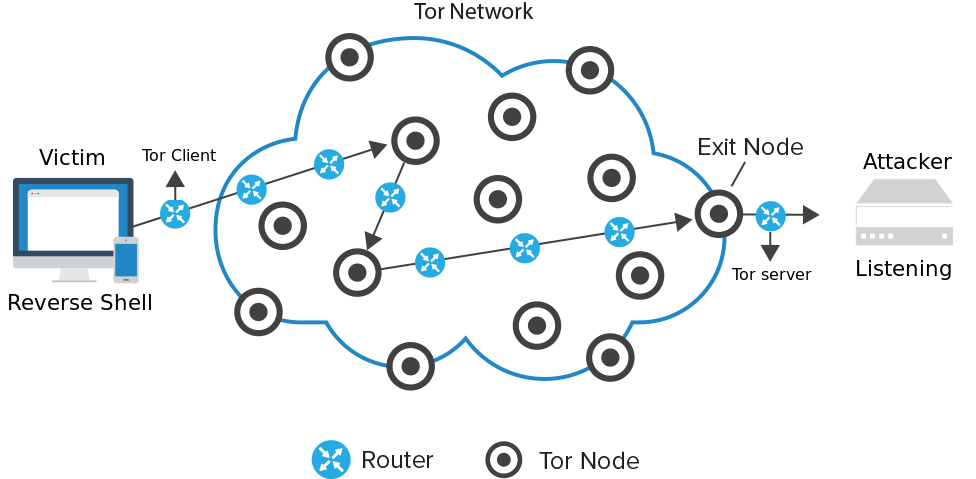 Tor Network
Victim
Tor Client
Exit Node
Attacker
Reverse Shell
Tor server
Listening
Router
Tor Node